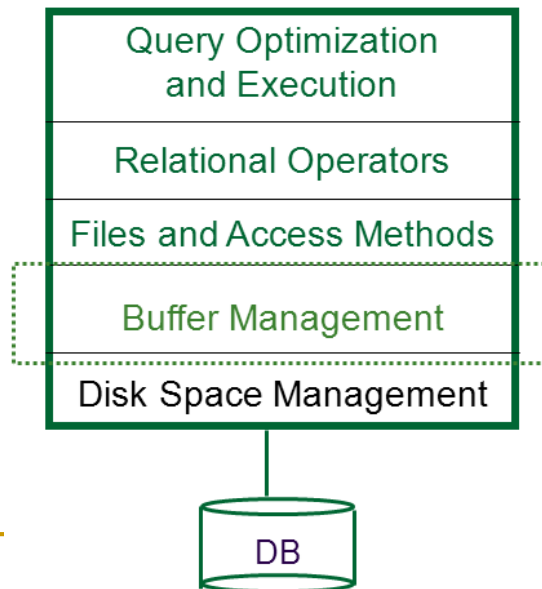 Query Optimization
and Execution
Relational Operators
Files and Access Methods
Buffer Management
Disk Space Management
DB